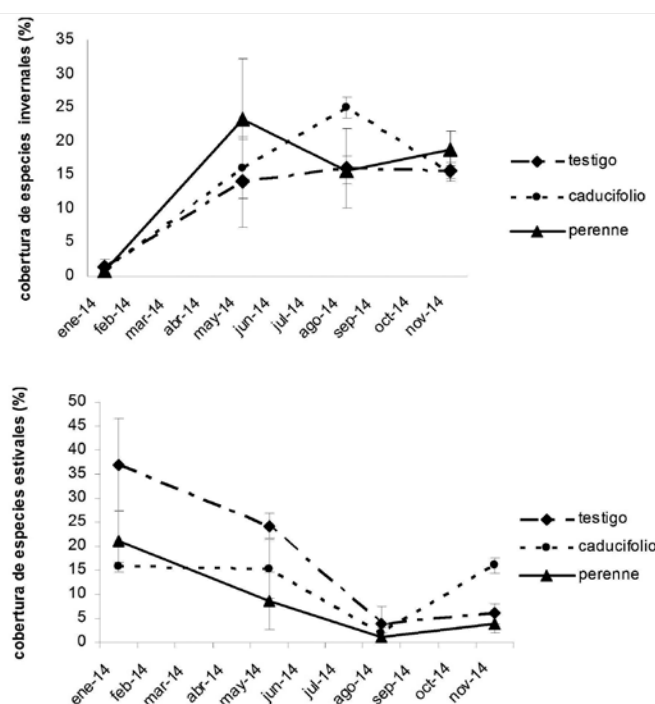 cobertura de especies invernales (%)
35
30
25
20
15
10
5
0
ene-14
feb-14
mar-14
abr-14
may-14
jun-14
jul-14
ago-14
sep-14
oct-14
nov-14
testigo
caducifolio
perenne
cobertura de especies estivales (%)
50
45
40
35
30
25
20
15
10
5
0
ene-14
feb-14
mar-14
abr-14
may-14
jun-14
jul-14
ago-14
sep-14
oct-14
nov-14
testigo
caducifolio
perenne